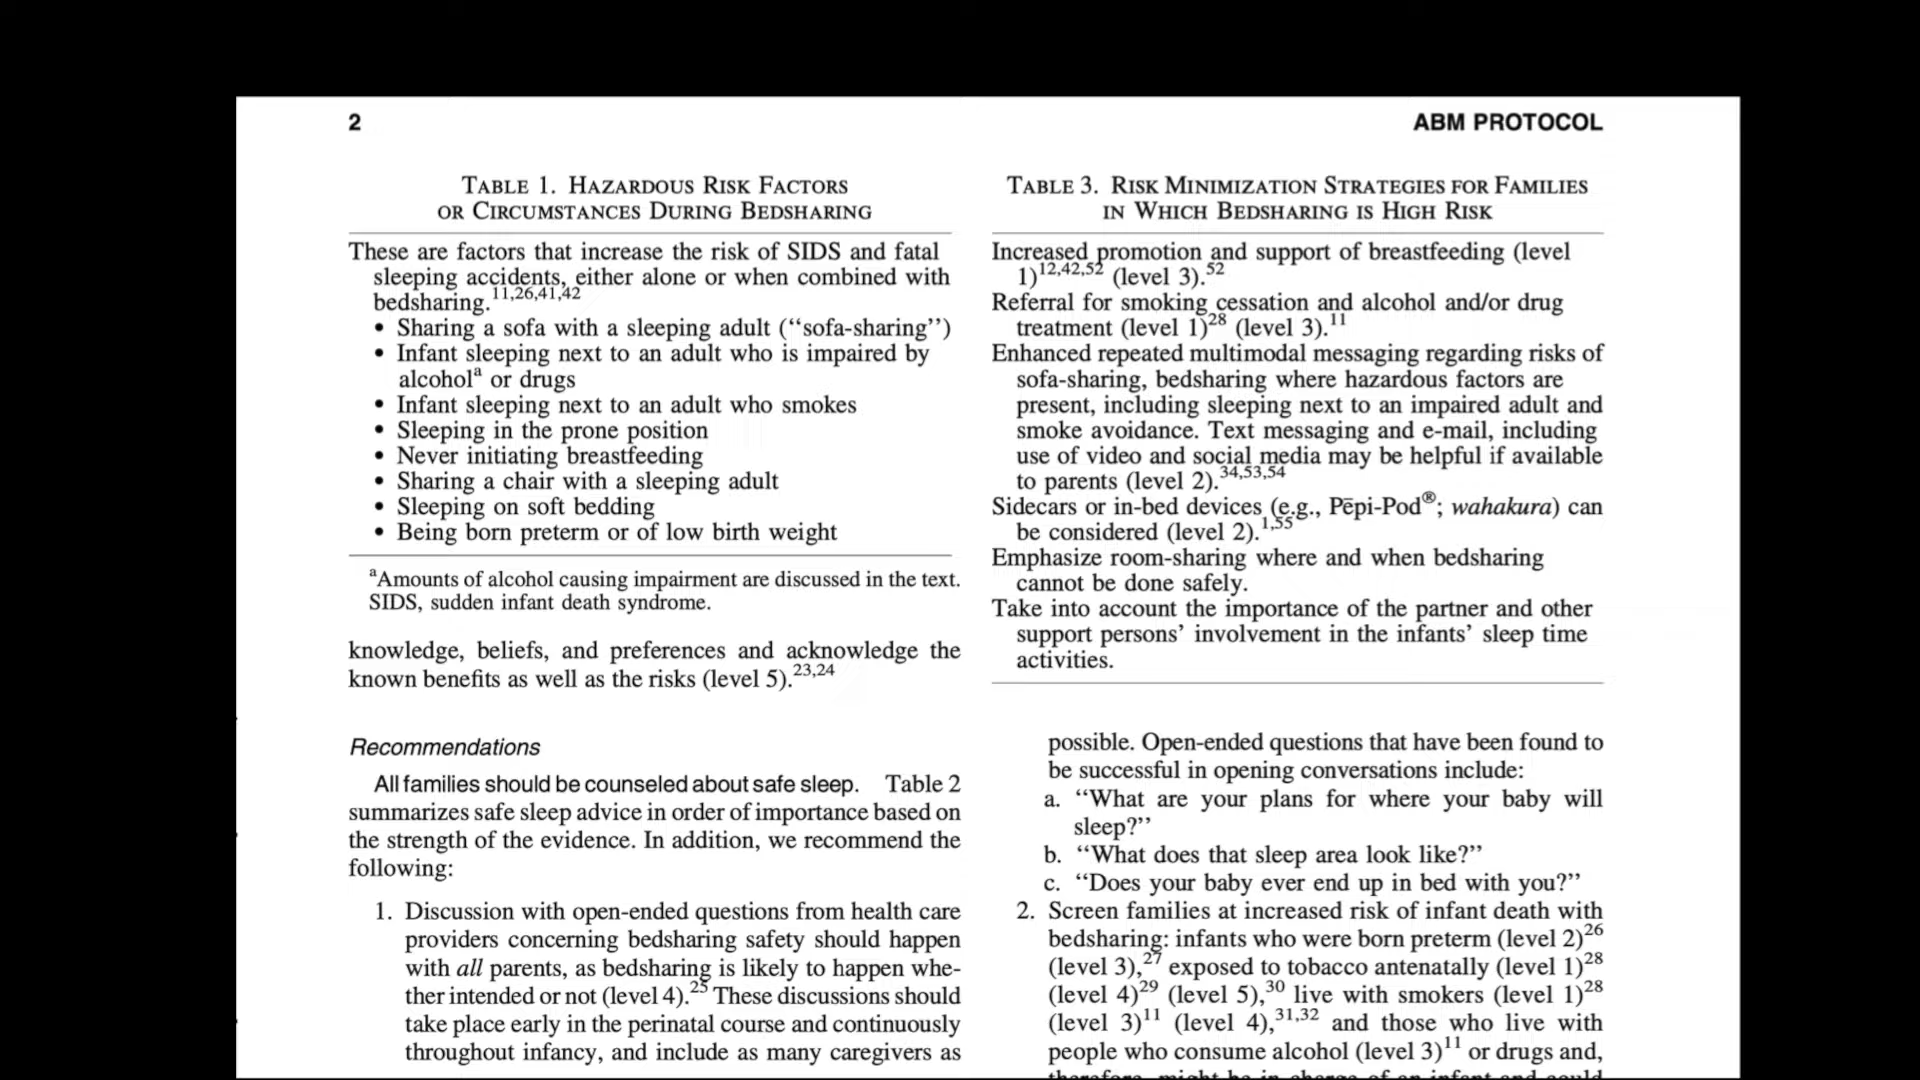 2
ABM PROTOCOL
TABLE 1. HAZARDOUS RISK FACTORS
OR CIRCUMSTANCES DURING BEDSHARING
These are factors that increase the risk of SIDS and fatal
sleeping accidents, either alone or when combined with
bedsharing.11,26,41,42
• Sharing a sofa with a sleeping adult (‘‘sofa-sharing’’)
• Infant sleeping next to an adult who is impaired by
alcohola or drugs
• Infant sleeping next to an adult who smokes
• Sleeping in the prone position
• Never initiating breastfeeding
• Sharing a chair with a sleeping adult
• Sleeping on soft bedding
• Being born preterm or of low birth weight
aAmounts of alcohol causing impairment are discussed in the text.
SIDS, sudden infant death syndrome.
knowledge, beliefs, and preferences and acknowledge the
known benefits as well as the risks (level 5).23,24
Recommendations
All families should be counseled about safe sleep. Table 2
summarizes safe sleep advice in order of importance based on
the strength of the evidence. In addition, we recommend the
following:
1. Discussion with open-ended questions from health care
providers concerning bedsharing safety should happen
with all parents, as bedsharing is likely to happen whe-
ther intended or not (level 4).25 These discussions should
take place early in the perinatal course and continuously
throughout infancy, and include as many caregivers as
TABLE 3. RISK MINIMIZATION STRATEGIES FOR FAMILIES
IN WHICH BEDSHARING IS HIGH RISK
Increased promotion and support of breastfeeding (level
1)12,42,52 (level 3).52
Referral for smoking cessation and alcohol and/or drug
treatment (level 1)28 (level 3).11
Enhanced repeated multimodal messaging regarding risks of
sofa-sharing, bedsharing where hazardous factors are
present, including sleeping next to an impaired adult and
smoke avoidance. Text messaging and e-mail, including
use of video and social media may be helpful if available
to parents (level 2).34,53,54
Sidecars or in-bed devices (e.g., Pēpi-Pod®; wahakura) can
be considered (level 2).1,55
Emphasize room-sharing where and when bedsharing
cannot be done safely.
Take into account the importance of the partner and other
support persons’ involvement in the infants’ sleep time
activities.
possible. Open-ended questions that have been found to
be successful in opening conversations include:
a. ‘‘What are your plans for where your baby will
sleep?’’
b. ‘‘What does that sleep area look like?’’
c. ‘‘Does your baby ever end up in bed with you?’’
2. Screen families at increased risk of infant death with
bedsharing: infants who were born preterm (level 2)26
(level 3),27 exposed to tobacco antenatally (level 1)28
(level 4)29 (level 5),30 live with smokers (level 1)28
(level 3)11 (level 4),31,32 and those who live with
people who consume alcohol (level 3)11 or drugs and,
therefore, might be in charge of an infant and could